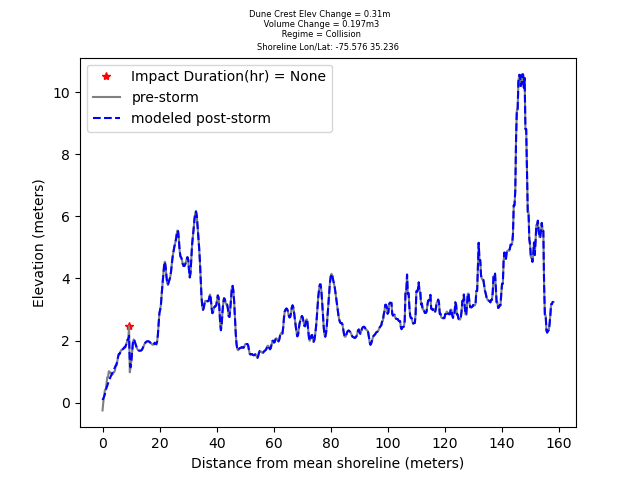 Dune Crest Elev Change = 0.31m
Volume Change = 0.197m3
Regime = Collision
Shoreline Lon/Lat: -75.576 35.236
Impact Duration(hr) = None
pre-storm
modeled post-storm
Elevation (meters)
10
8
6
4
2
0
0 20 40 60 80 100 120 140 160
Distance from mean shoreline (meters)